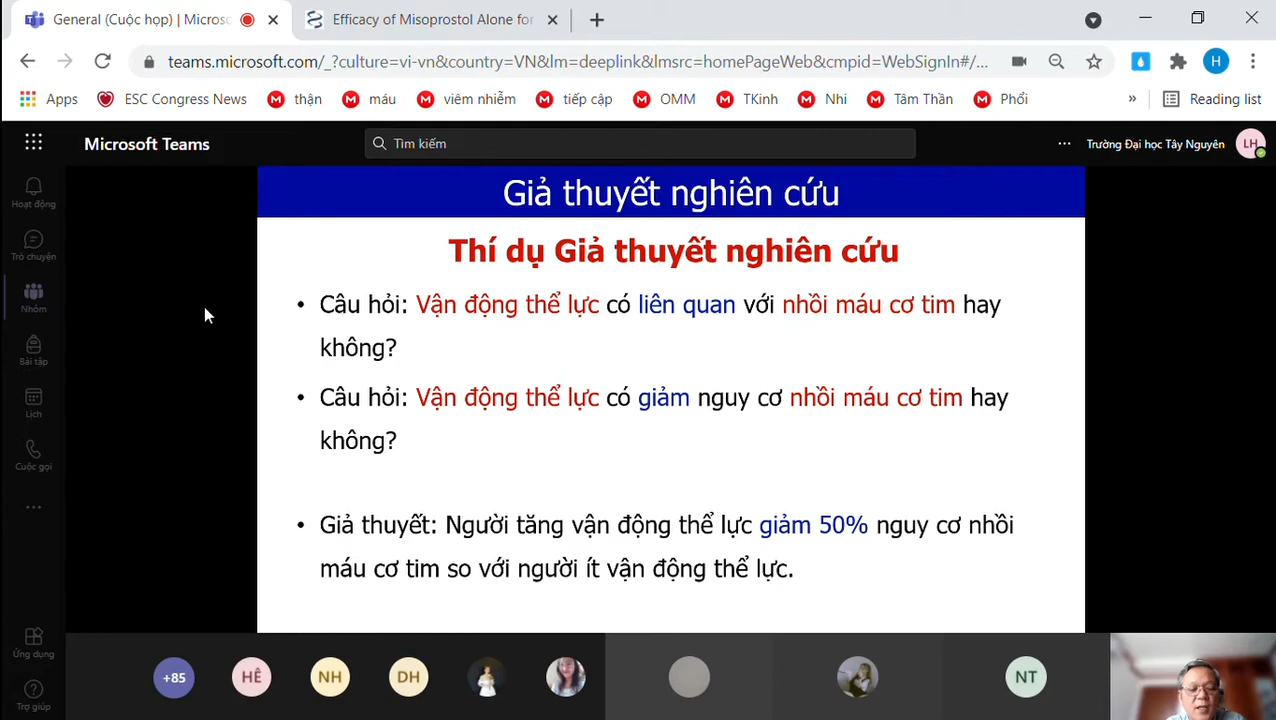 General (Cuộc họp) | Micros
Efficacy of Misoprostol Alone for
teams.microsoft.com/_?culture=vi-vn&country=VN&lm=deeplink&lmsrc=homePageWeb&cmpid=WebSignIn#/...
H
Apps
ESC Congress News
thận
máu
viêm nhiễm
tiếp cập
OMM
TKinh
Nhi
Tâm Thần
Phổi
»
Reading list
Microsoft Teams
Tìm kiếm
Trường Đại học Tây Nguyên
LH
Hoạt động
Trò chuyện
Nhóm
Bài tập
Lịch
Cuộc gọi
Ứng dụng
Trợ giúp
Giả thuyết nghiên cứu
Thí dụ Giả thuyết nghiên cứu
• Câu hỏi: Vận động thể lực có liên quan với nhồi máu cơ tim hay
không?
• Câu hỏi: Vận động thể lực có giảm nguy cơ nhồi máu cơ tim hay
không?
• Giả thuyết: Người tăng vận động thể lực giảm 50% nguy cơ nhồi
máu cơ tim so với người ít vận động thể lực.
+85
HÊ
NH
DH
NT